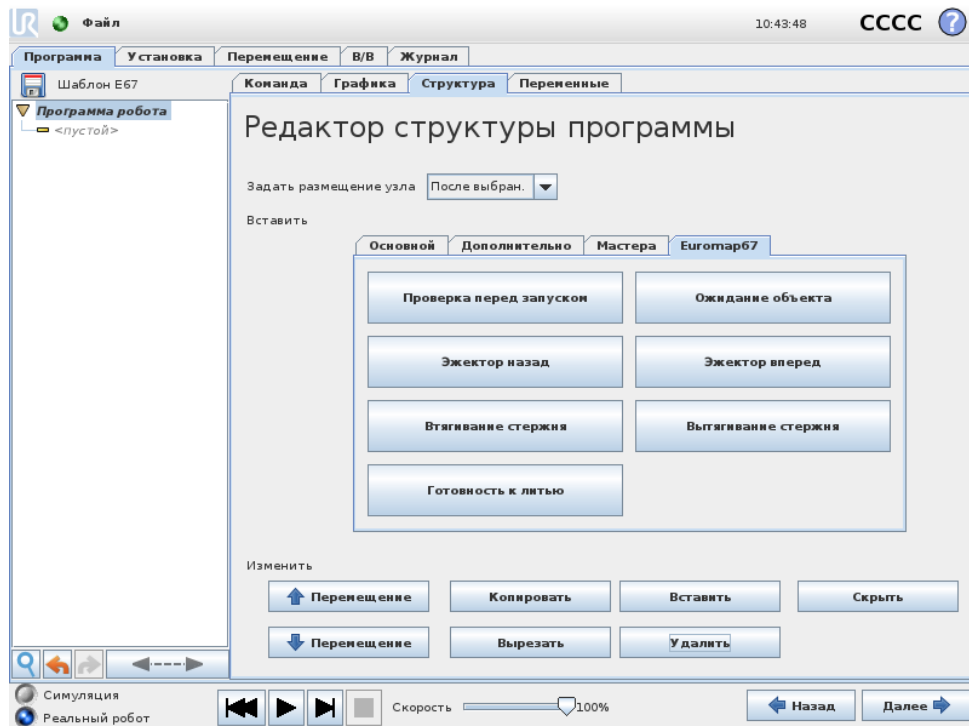 UR Файл 10:43:48 CCCC ?
Программа Установка Перемещение В/В Журнал
Шаблон E67
Команда Графика Структура Переменные
Программа робота
<пустой>
Редактор структуры программы
Задать размещение узла После выбран.
Вставить
Основной Дополнительно Мастера Euromap67
Проверка перед запуском Ожидание объекта
Эжектор назад Эжектор вперед
Втягивание стержня Вытягивание стержня
Готовность к литью
Изменить
Перемещение Копировать Вставить Скрыть
Перемещение Вырезать Удалить
Симуляция
Реальный робот
Скорость 100%
Назад Далее